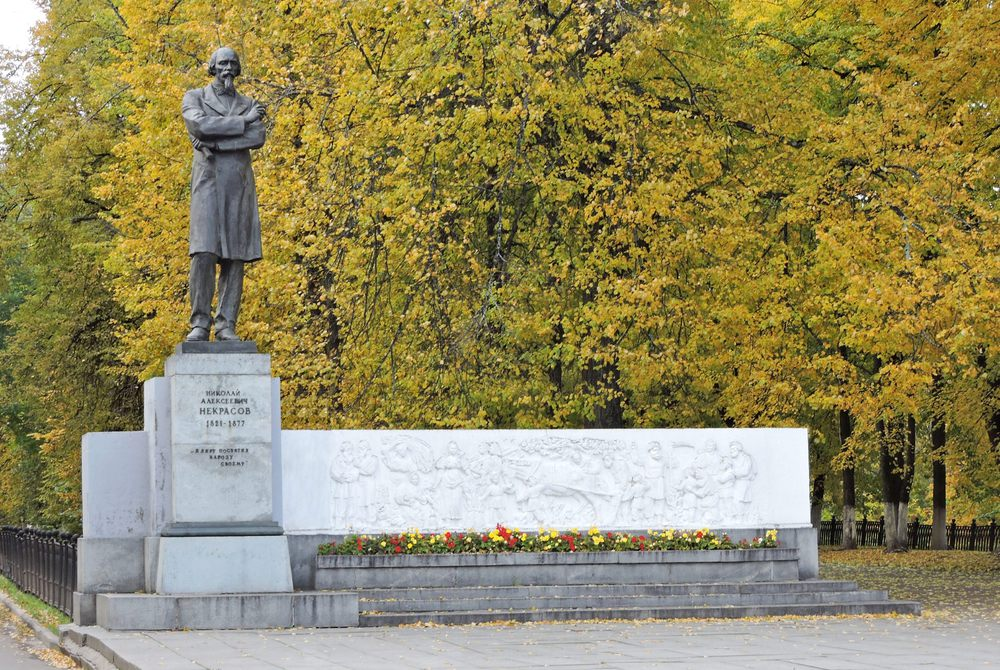 НИКОЛАЙ
АЛЕКСЕЕВИЧ
НЕКРАСОВ
1821-1877
Я ЛИРУ ПОСВЯТИЛ
НАРОДУ
СВОЕМУ